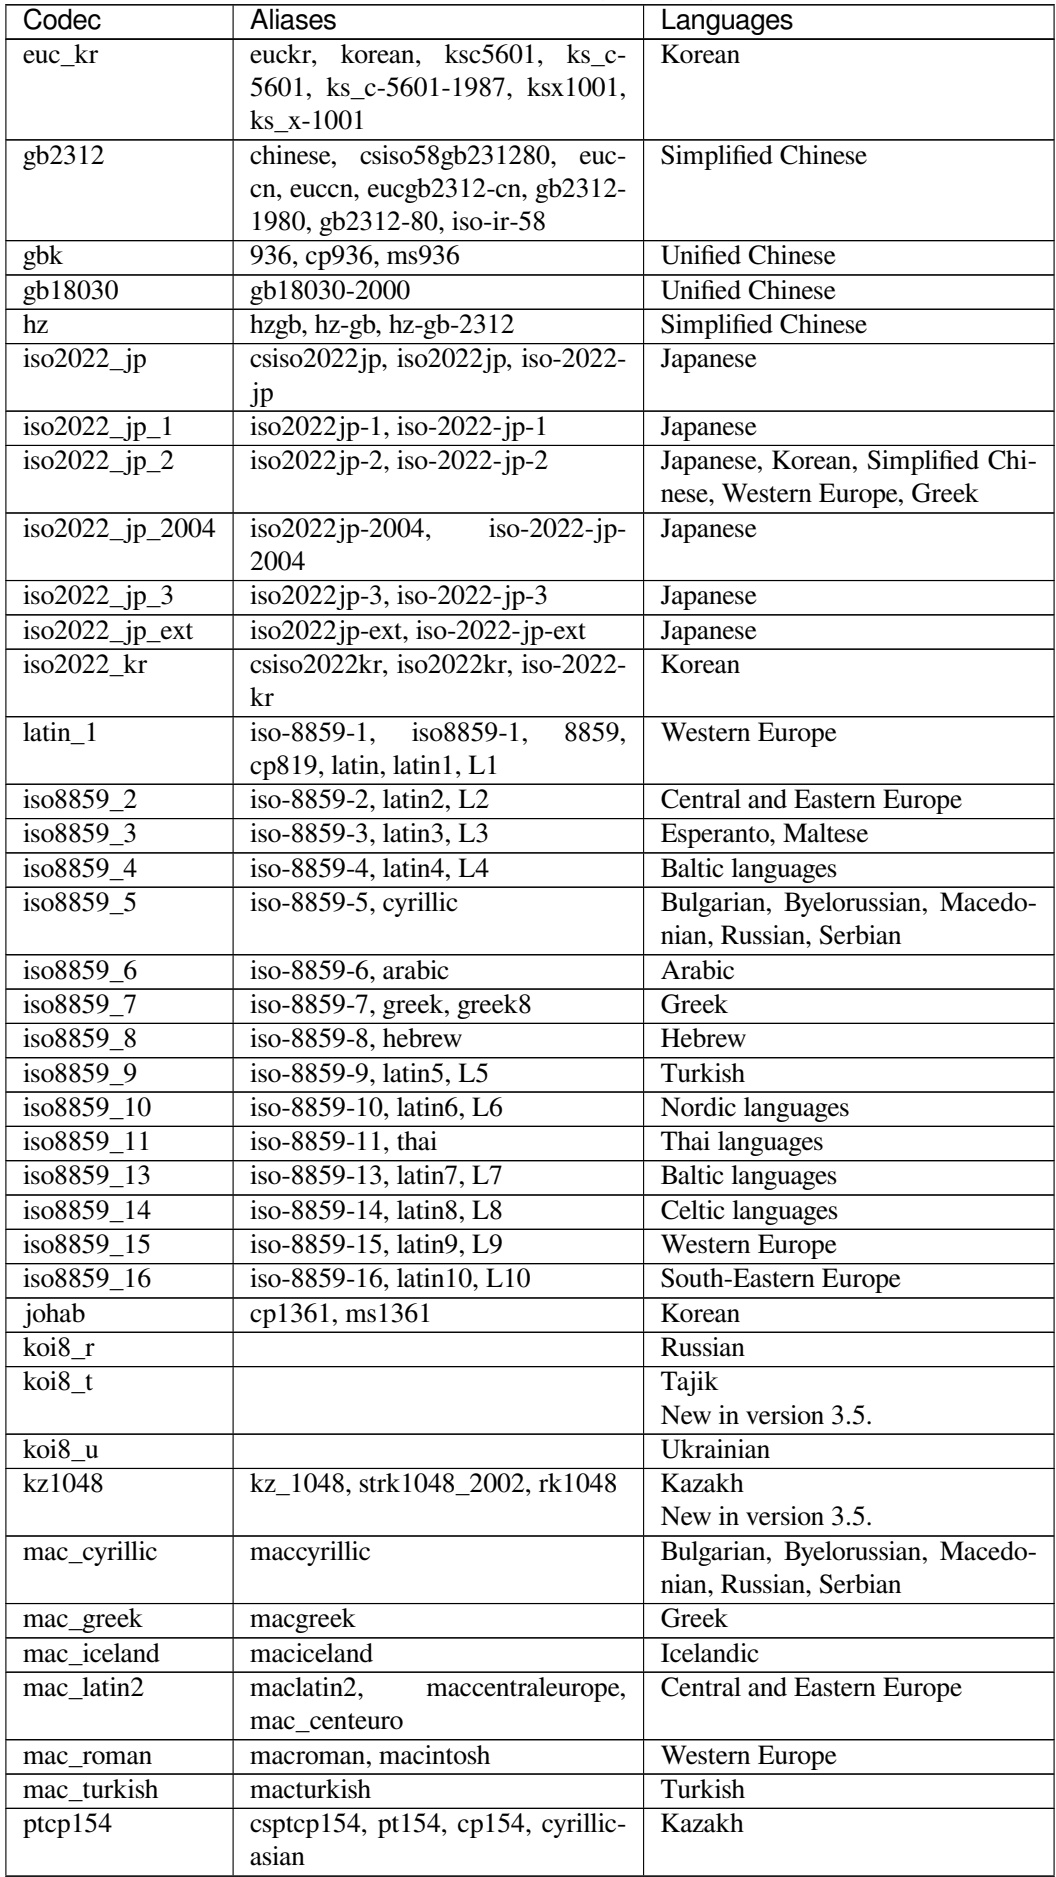 Codec Aliases Languages
euc_kr euckr, korean, ksc5601, ks_c- Korean
5601, ks_c-5601-1987, ksx1001,
ks_x-1001
gb2312 chinese, csiso58gb231280, euc- Simplified Chinese
cn, euccn, eucgb2312-cn, gb2312-
1980, gb2312-80, iso-ir-58
gbk 936, cp936, ms936 Unified Chinese
gb18030 gb18030-2000 Unified Chinese
hz hzgb, hz-gb, hz-gb-2312 Simplified Chinese
iso2022_jp csiso2022jp, iso2022jp, iso-2022- Japanese
jp
iso2022_jp_1 iso2022jp-1, iso-2022-jp-1 Japanese
iso2022_jp_2 iso2022jp-2, iso-2022-jp-2 Japanese, Korean, Simplified Chi-
nese, Western Europe, Greek
iso2022_jp_2004 iso2022jp-2004, iso-2022-jp- Japanese
2004
iso2022_jp_3 iso2022jp-3, iso-2022-jp-3 Japanese
iso2022_jp_ext iso2022jp-ext, iso-2022-jp-ext Japanese
iso2022_kr csiso2022kr, iso2022kr, iso-2022- Korean
kr
latin_1 iso-8859-1, iso8859-1, 8859, Western Europe
cp819, latin, latin1, L1
iso8859_2 iso-8859-2, latin2, L2 Central and Eastern Europe
iso8859_3 iso-8859-3, latin3, L3 Esperanto, Maltese
iso8859_4 iso-8859-4, latin4, L4 Baltic languages
iso8859_5 iso-8859-5, cyrillic Bulgarian, Byelorussian, Macedo-
nian, Russian, Serbian
iso8859_6 iso-8859-6, arabic Arabic
iso8859_7 iso-8859-7, greek, greek8 Greek
iso8859_8 iso-8859-8, hebrew Hebrew
iso8859_9 iso-8859-9, latin5, L5 Turkish
iso8859_10 iso-8859-10, latin6, L6 Nordic languages
iso8859_11 iso-8859-11, thai Thai languages
iso8859_13 iso-8859-13, latin7, L7 Baltic languages
iso8859_14 iso-8859-14, latin8, L8 Celtic languages
iso8859_15 iso-8859-15, latin9, L9 Western Europe
iso8859_16 iso-8859-16, latin10, L10 South-Eastern Europe
johab cp1361, ms1361 Korean
koi8_r Russian
koi8_t Tajik
New in version 3.5.
koi8_u Ukrainian
kz1048 kz_1048, strk1048_2002, rk1048 Kazakh
New in version 3.5.
mac_cyrillic maccyrillic Bulgarian, Byelorussian, Macedo-
nian, Russian, Serbian
mac_greek macgreek Greek
mac_iceland maciceland Icelandic
mac_latin2 maclatin2, maccentraleurope, Central and Eastern Europe
mac_centeuro
mac_roman macroman, macintosh Western Europe
mac_turkish macturkish Turkish
ptcp154 csptcp154, pt154, cp154, cyrillic- Kazakh
asian